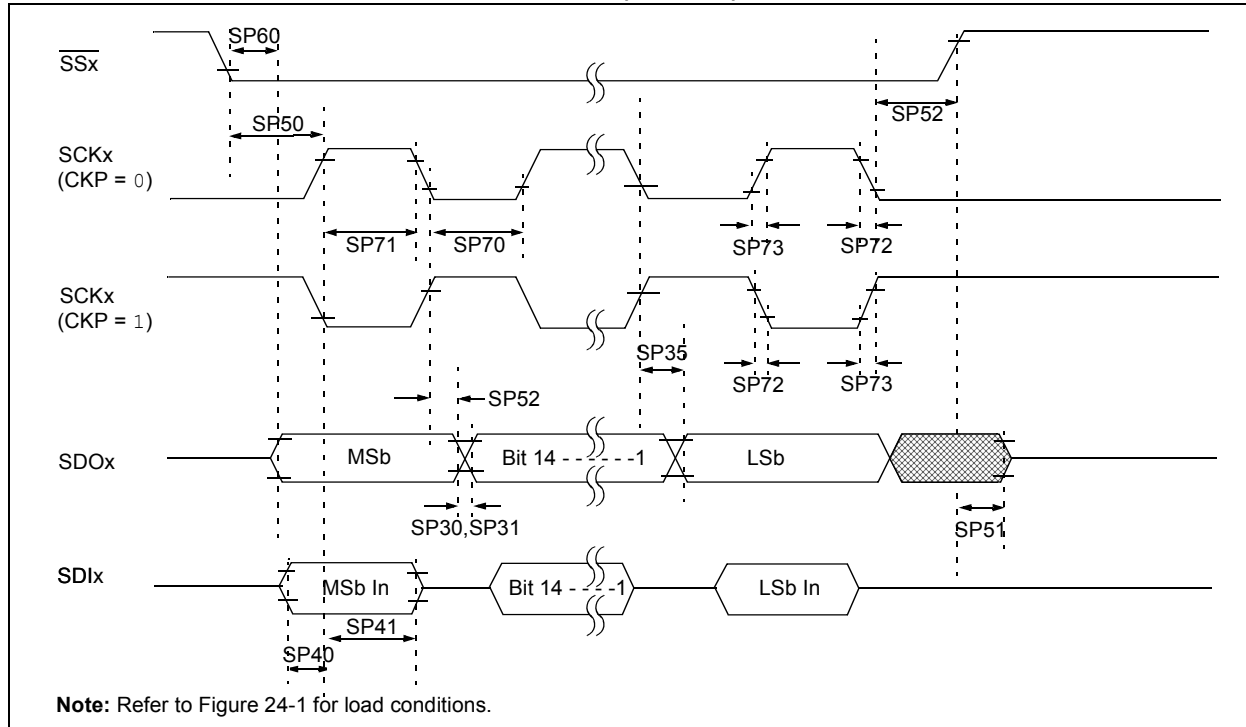 SP60
SSx
SP52
SP50
SCKx
(CKP = 0)
SP71
SP70
SP73
SP72
SCKx
(CKP = 1)
SP35
SP72
SP73
SP52
SDOx
MSb
Bit 14 - - - - - -1
LSb
SP30,SP31
SP51
SDIx
MSb In
Bit 14 - - - -1
LSb In
SP41
SP40
Note: Refer to Figure 24-1 for load conditions.